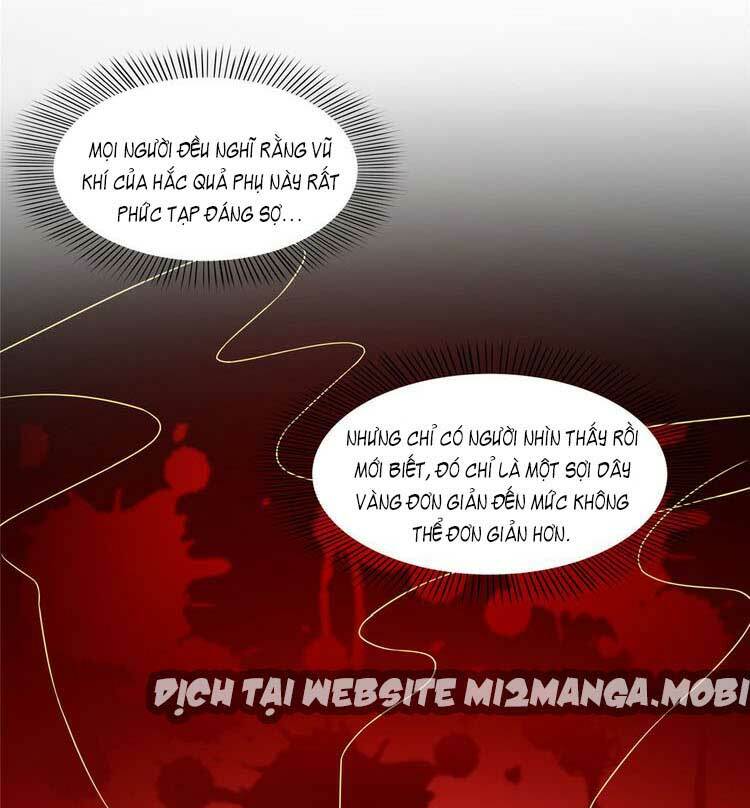 MỌI NGƯỜI ĐỀU NGHĨ RẰNG VŨ
KHÍ CỦA HẮC QUẢ PHỤ NÀY RẤT
PHỨC TẠP ĐÁNG SỢ...
NHƯNG CHỈ CÓ NGƯỜI NHÌN THẤY RỒI
MỚI BIẾT, ĐÓ CHỈ LÀ MỘT SỢI DÂY
VÀNG ĐƠN GIẢN ĐẾN MỨC KHÔNG
THỂ ĐƠN GIẢN HƠN.
DỊCH TẠI WEBSITE MI2MANGA.MOBI